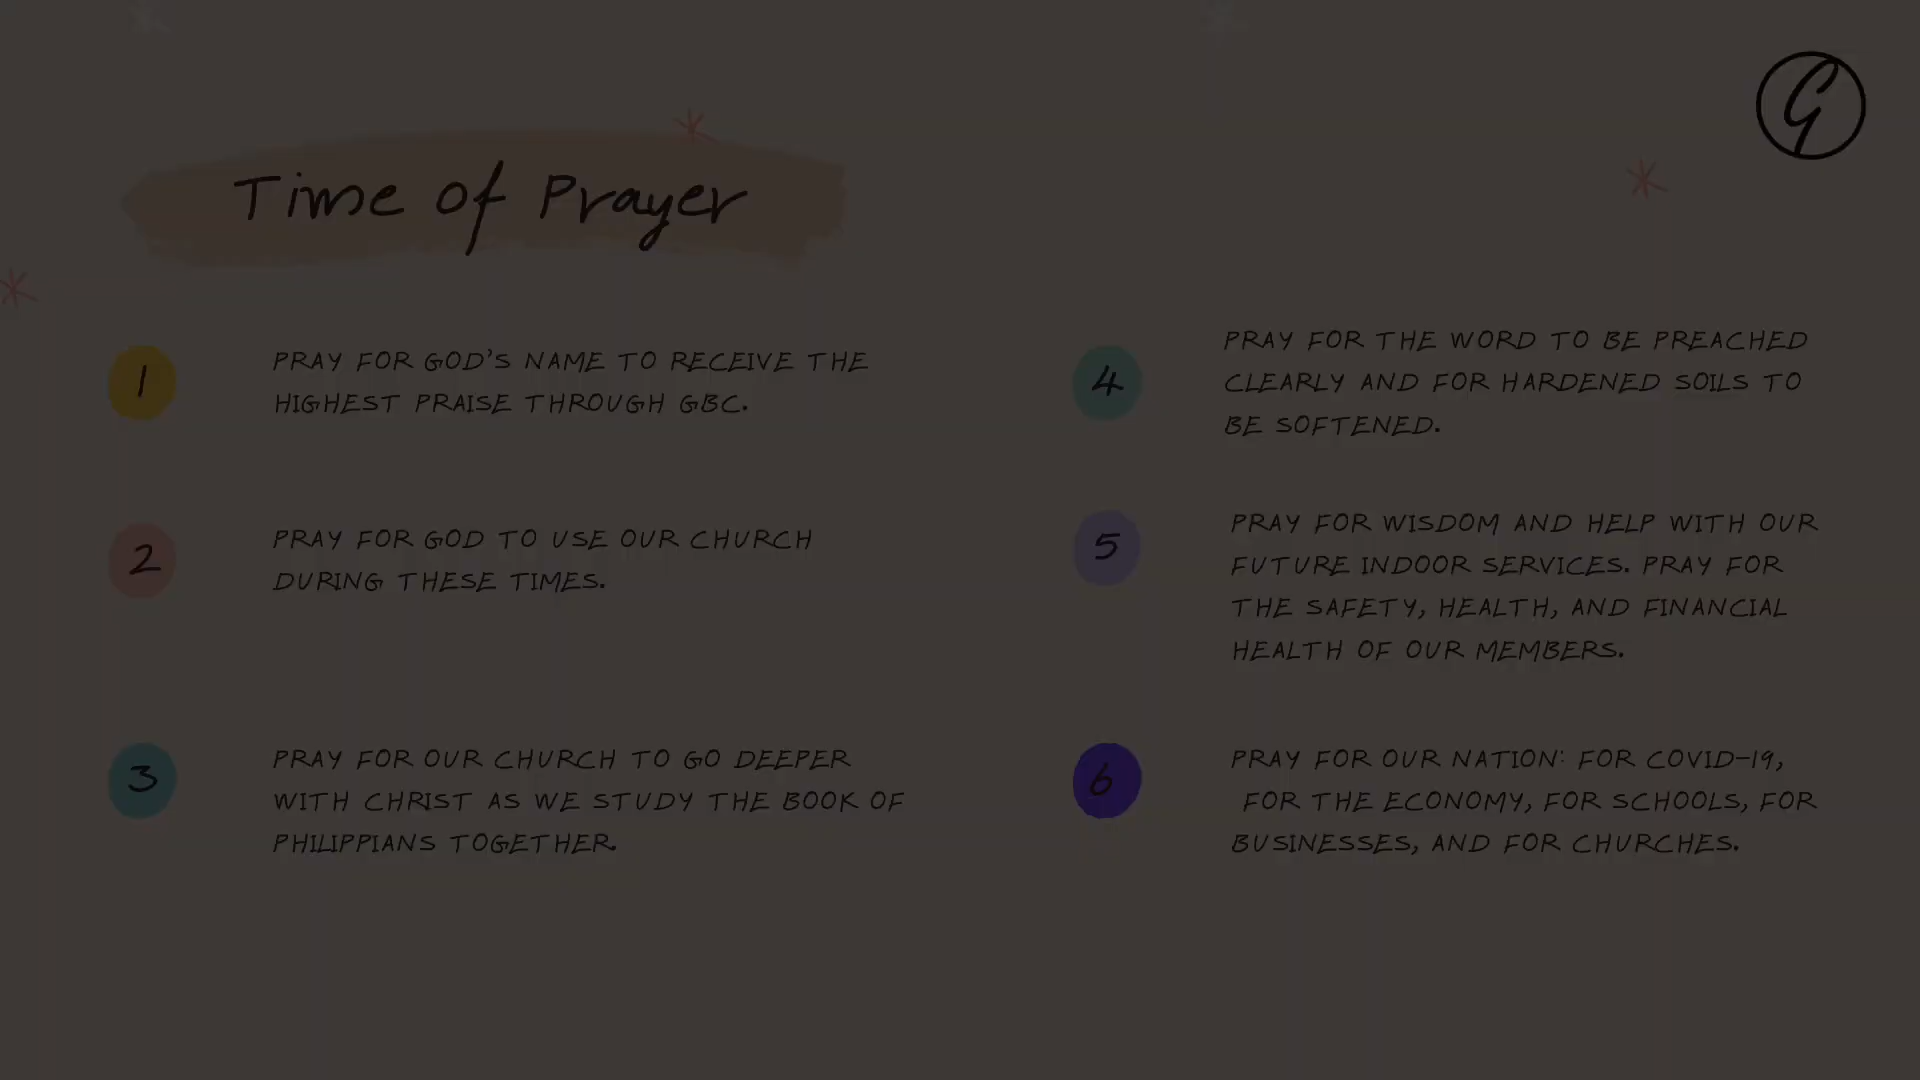 G
Time of Prayer
1
PRAY FOR GOD'S NAME TO RECEIVE THE
HIGHEST PRAISE THROUGH GBC.
2
PRAY FOR GOD TO USE OUR CHURCH
DURING THESE TIMES.
3
PRAY FOR OUR CHURCH TO GO DEEPER
WITH CHRIST AS WE STUDY THE BOOK OF
PHILIPPIANS TOGETHER.
4
PRAY FOR THE WORD TO BE PREACHED
CLEARLY AND FOR HARDENED SOILS TO
BE SOFTENED.
5
PRAY FOR WISDOM AND HELP WITH OUR
FUTURE INDOOR SERVICES. PRAY FOR
THE SAFETY, HEALTH, AND FINANCIAL
HEALTH OF OUR MEMBERS.
6
PRAY FOR OUR NATION: FOR COVID-19,
FOR THE ECONOMY, FOR SCHOOLS, FOR
BUSINESSES, AND FOR CHURCHES.